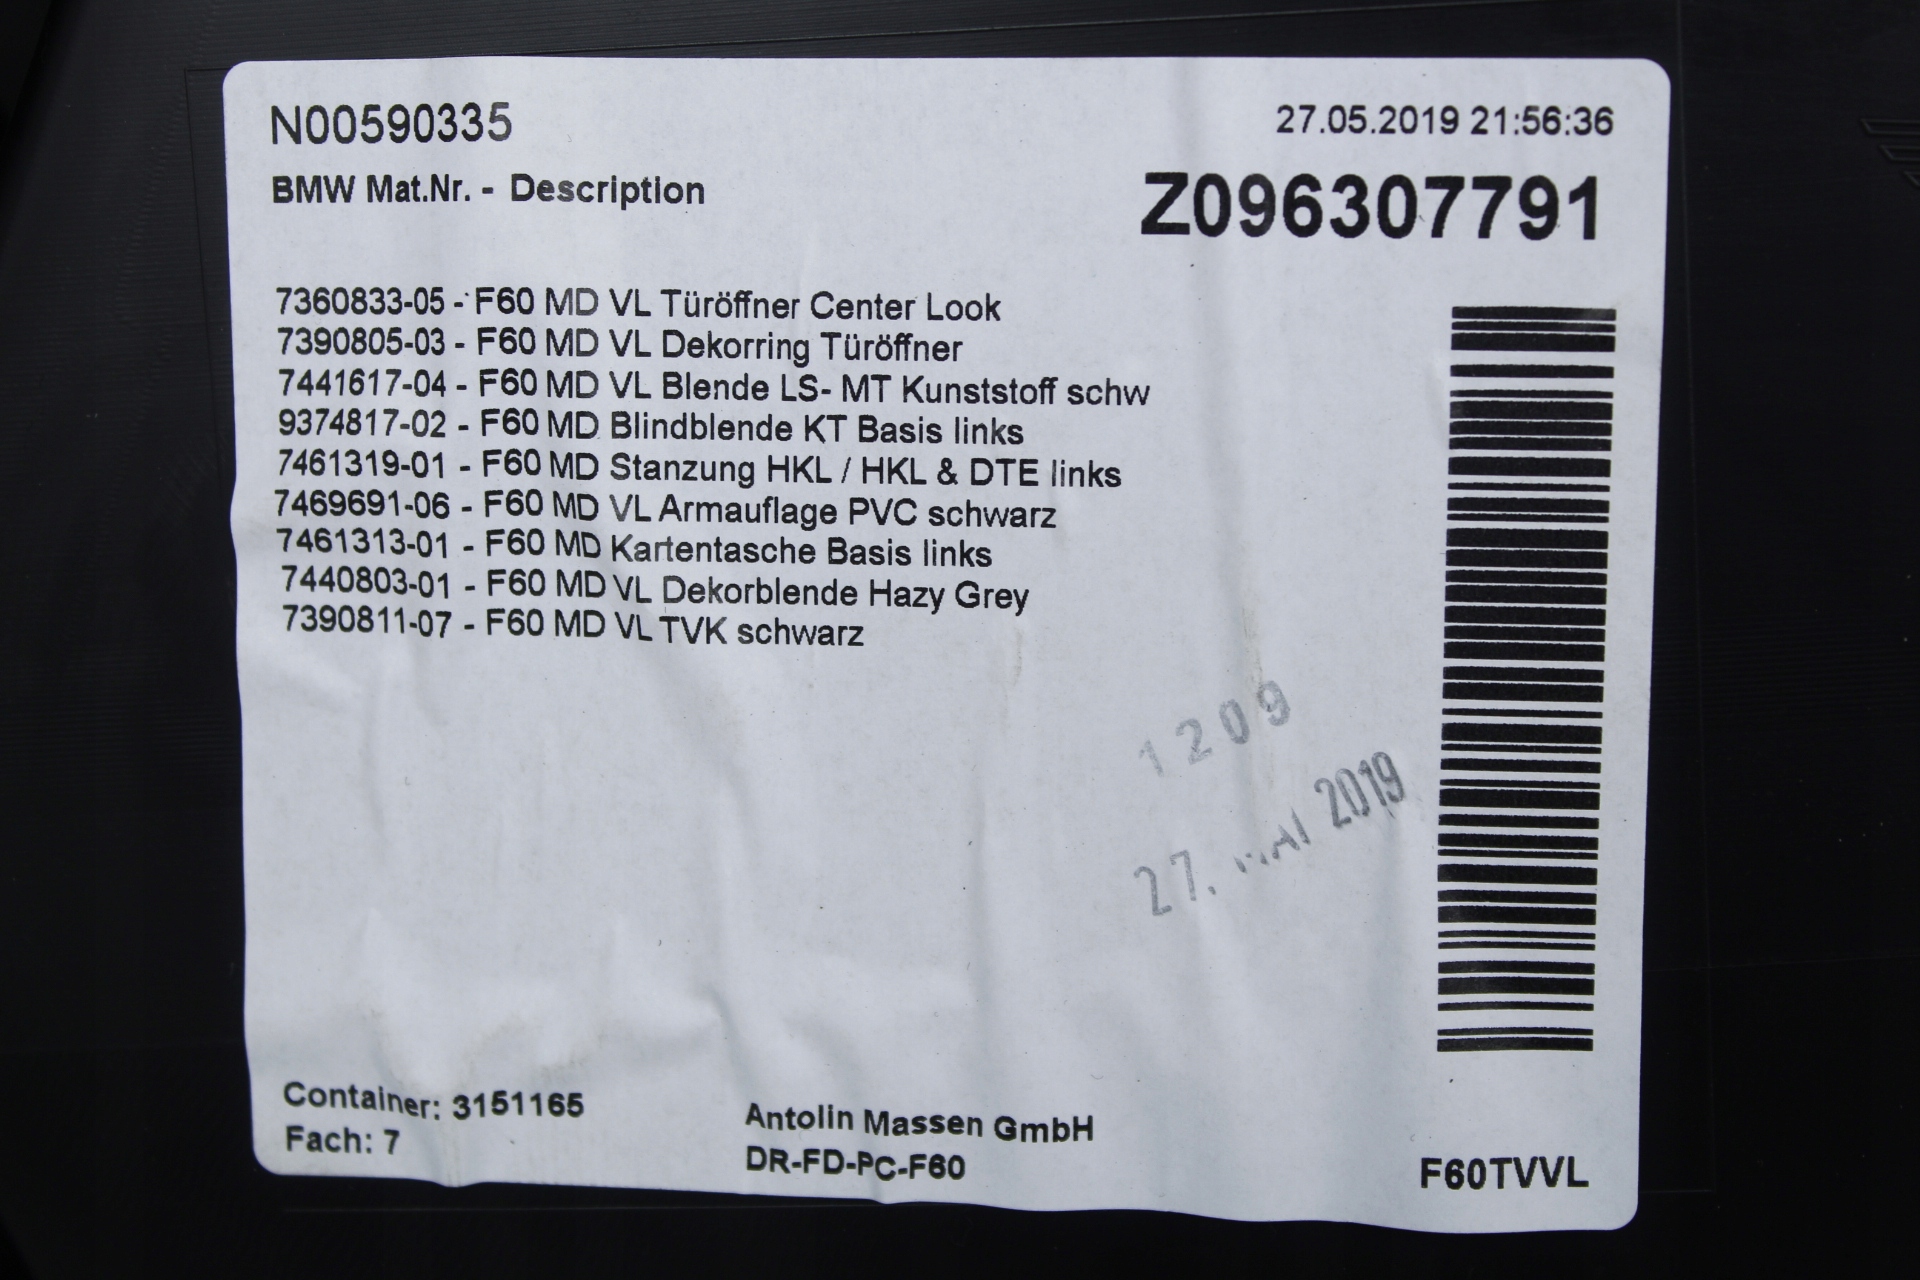 N00590335
27.05.2019 21:56:36
BMW Mat.Nr. - Description
Z096307791
7360833-05 - F60 MD VL Türöffner Center Look
7390805-03 - F60 MD VL Dekorring Türöffner
7441617-04 - F60 MD VL Blende LS- MT Kunststoff schw
9374817-02 - F60 MD Blindblende KT Basis links
7461319-01 - F60 MD Stanzung HKL / HKL & DTE links
7469691-06 - F60 MD VL Armauflage PVC schwarz
7461313-01 - F60 MD Kartentasche Basis links
7440803-01 - F60 MD VL Dekorblende Hazy Grey
7390811-07 - F60 MD VL TVK schwarz
1209
27. MAI 2019
Container: 3151165
Fach: 7
Antolin Massen GmbH
DR-FD-PC-F60
F60TVVL